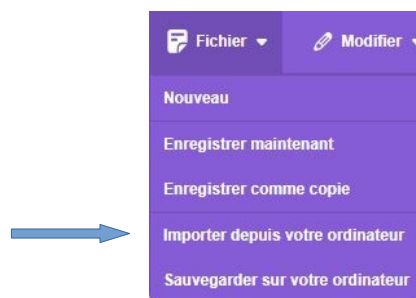 Fichier Modifier
Nouveau
Enregistrer maintenant
Enregistrer comme copie
Importer depuis votre ordinateur
Sauvegarder sur votre ordinateur